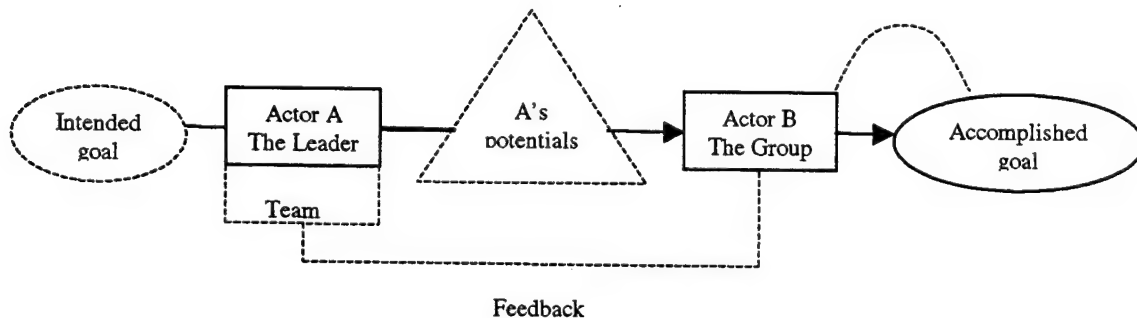 Intended
goal
Actor A
The Leader
Team
A's
potentials
Actor B
The Group
Accomplished
goal
Feedback